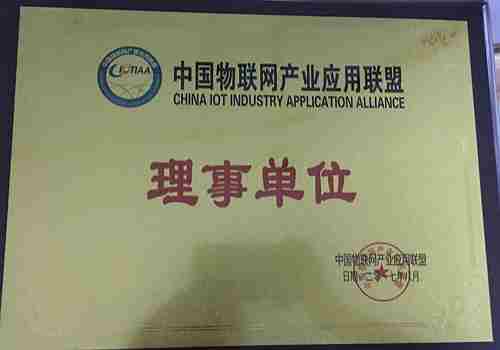 CIOTIAA
中国物联网产业应用联盟
CHINA IOT INDUSTRY APPLICATION ALLIANCE
理事单位
中国物联网产业应用联盟